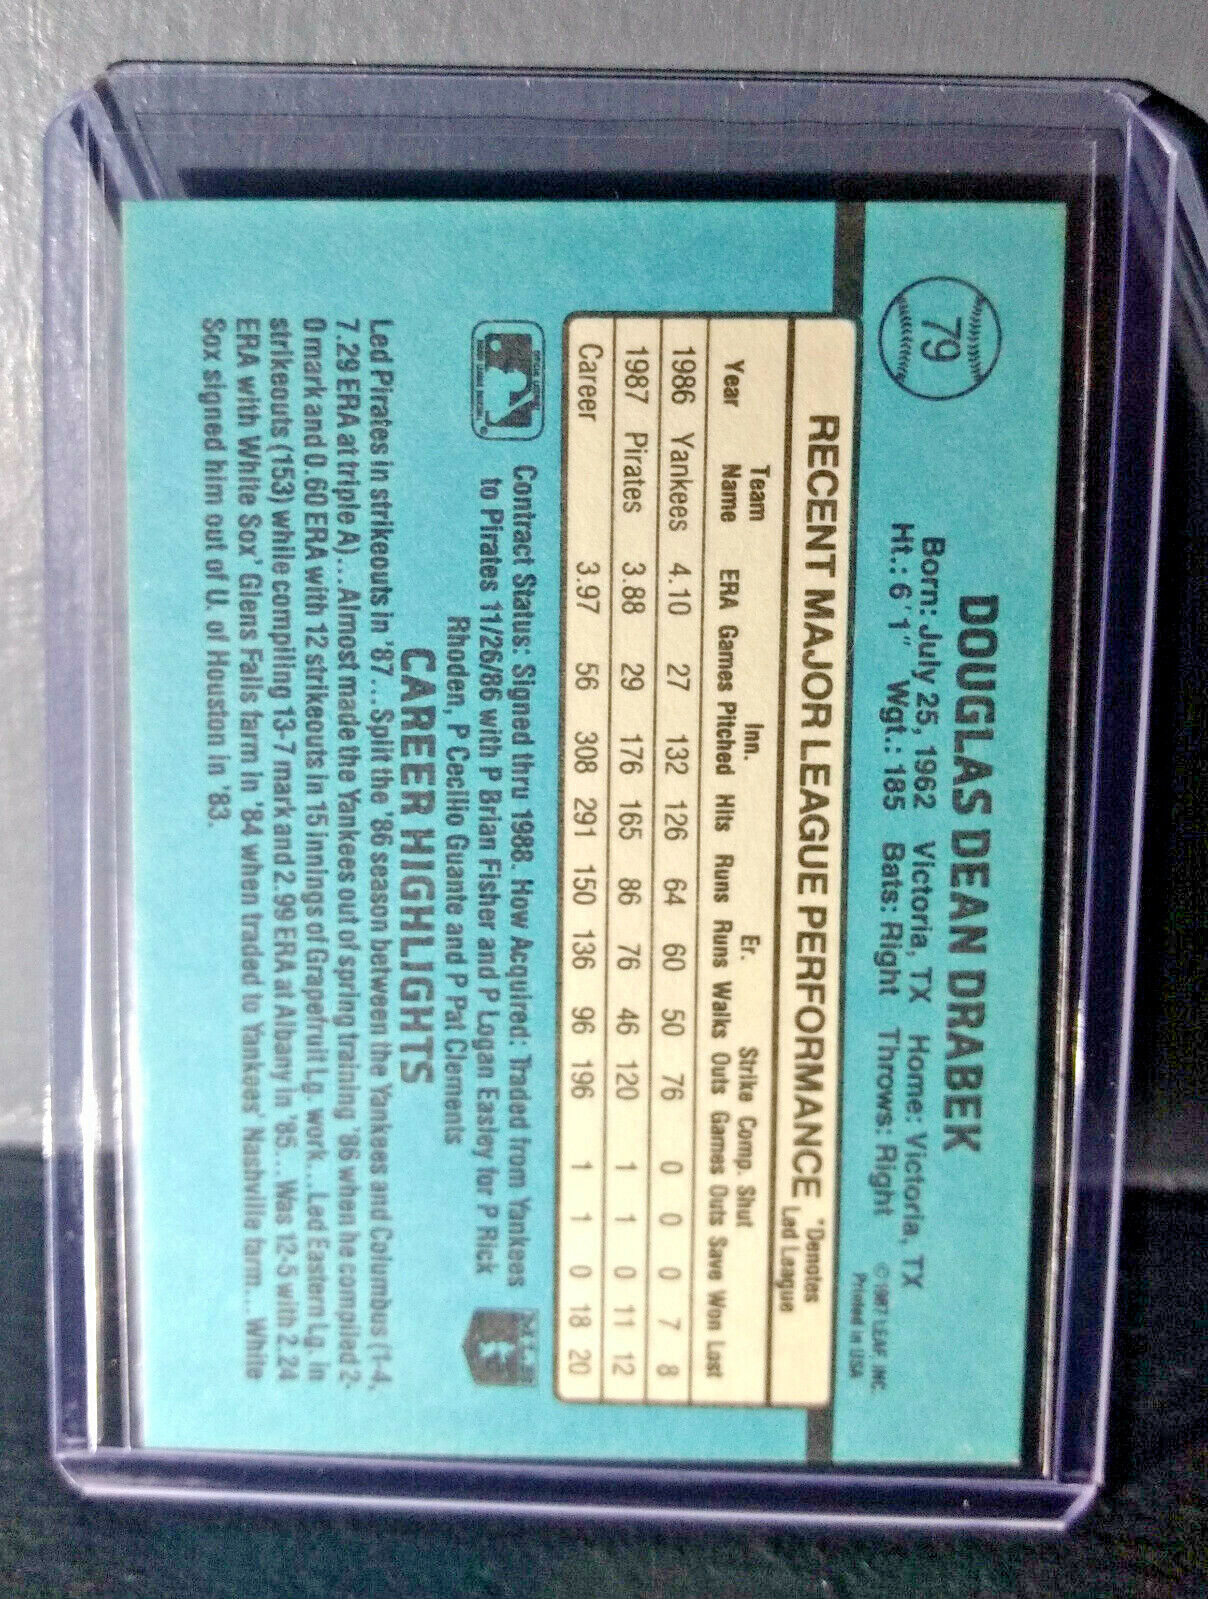 79
DOUGLAS DEAN DRABEK
Born: July 25, 1962 Victoria, TX Home: Victoria, TX
Ht.: 6'1" Wgt.: 185 Bats: Right Throws: Right
© 1987 LEAF, INC.
Printed in USA
RECENT MAJOR LEAGUE PERFORMANCE
*Denotes
Led League
Team Inn. Er. Strike Comp. Shut
Year Name ERA Games Pitched Hits Runs Runs Walks Outs Games Outs Save Won Lost
1986 Yankees 4.10 27 132 126 64 60 50 76 0 0 0 7 8
1987 Pirates 3.88 29 176 165 86 76 46 120 1 1 0 11 12
Career 3.97 56 308 291 150 136 96 196 1 1 0 18 20
Contract Status: Signed thru 1988. How Acquired: Traded from Yankees
to Pirates 11/26/86 with P Brian Fisher and P Logan Easley for P Rick
Rhoden, P Cecilio Guante and P Pat Clements
CAREER HIGHLIGHTS
Led Pirates in strikeouts in '87...Split the '86 season between the Yankees and Columbus (1-4,
7.29 ERA at triple A)...Almost made the Yankees out of spring training '86 when he compiled 2-
0 mark and 0.60 ERA with 12 strikeouts in 15 innings of Grapefruit Lg. work...Led Eastern Lg. in
strikeouts (153) while compiling 13-7 mark and 2.99 ERA at Albany in '85...Was 12-5 with 2.24
ERA with White Sox' Glens Falls farm in '84 when traded to Yankees' Nashville farm...White
Sox signed him out of U. of Houston in '83.